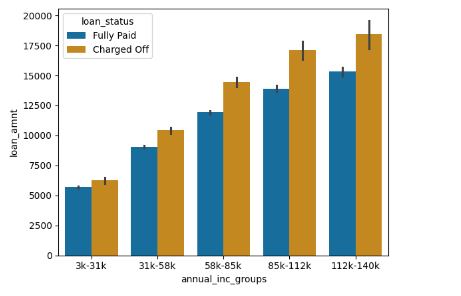 loan_status
Fully Paid
Charged Off
loan_amnt
20000
17500
15000
12500
10000
7500
5000
2500
0
3k-31k 31k-58k 58k-85k 85k-112k 112k-140k
annual_inc_groups